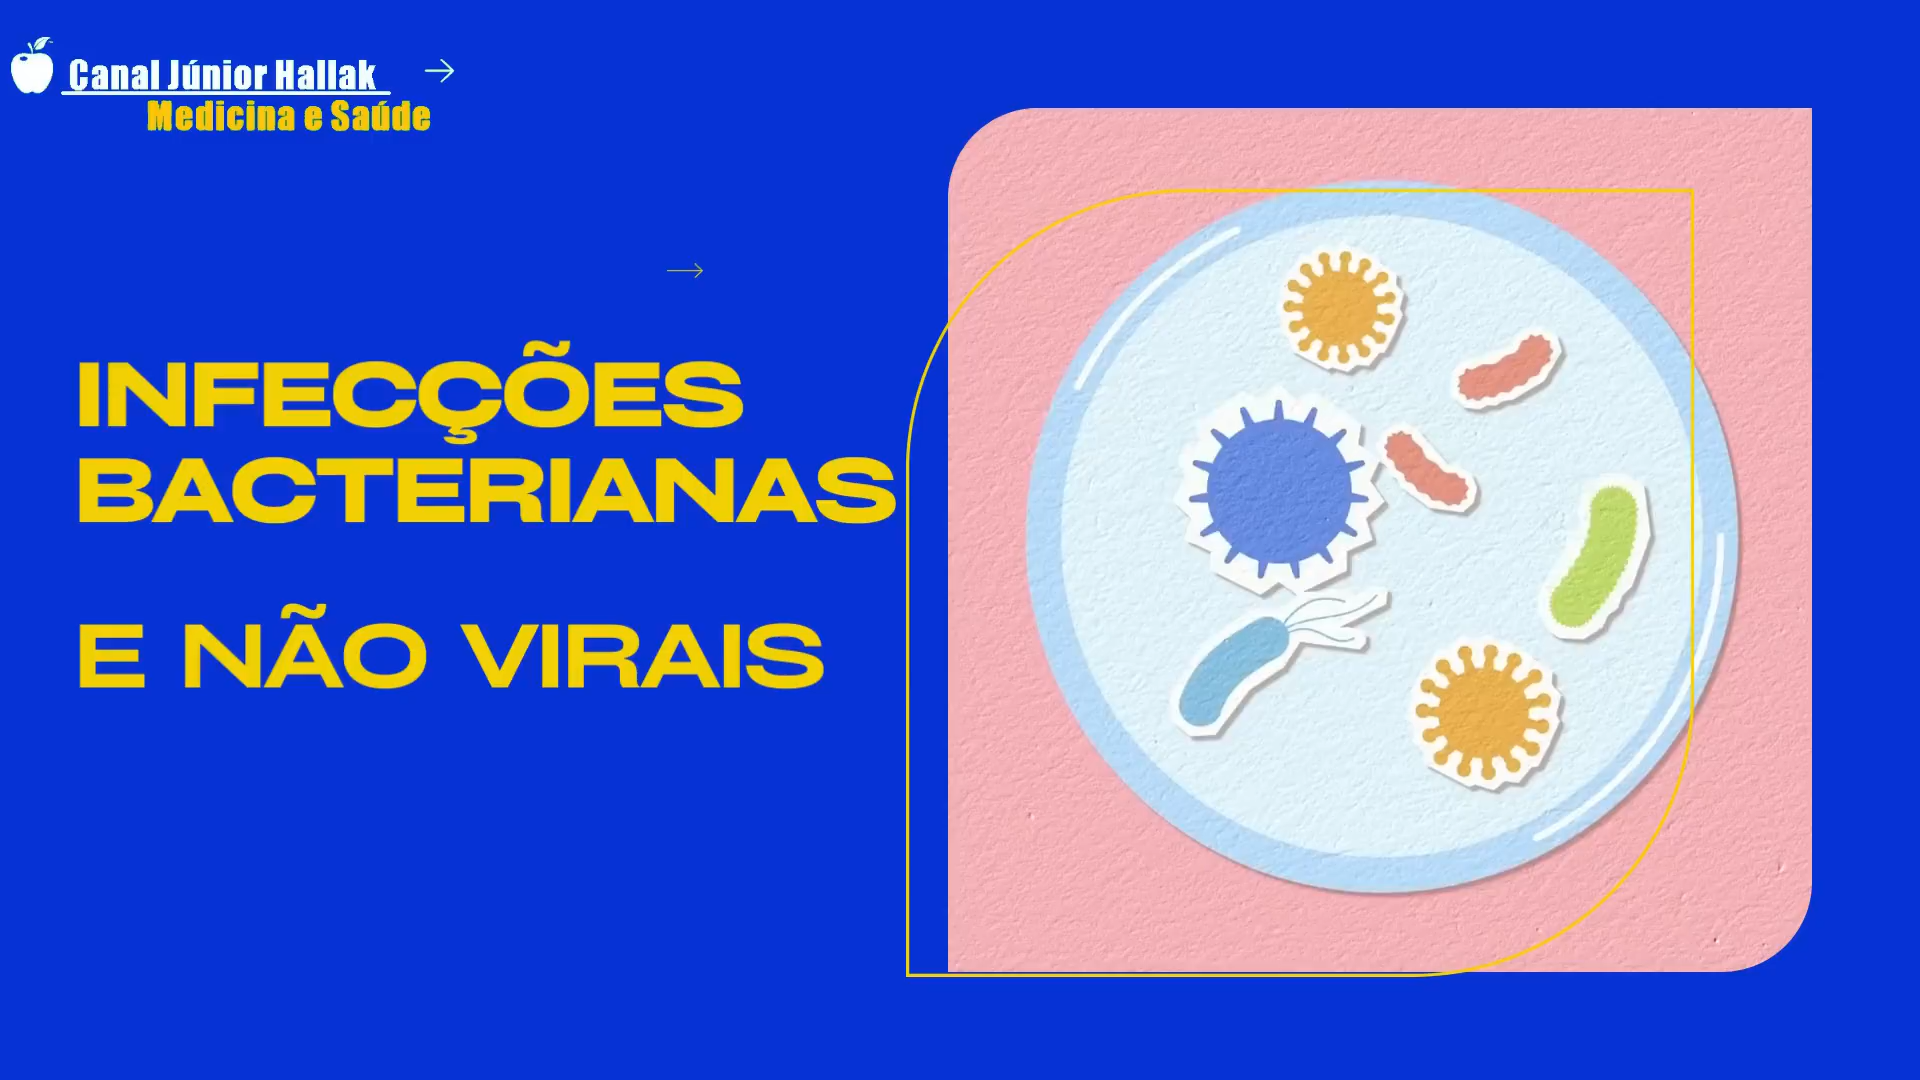 Canal Júnior Hallak
Medicina e Saúde
INFECÇÕES
BACTERIANAS
E NÃO VIRAIS